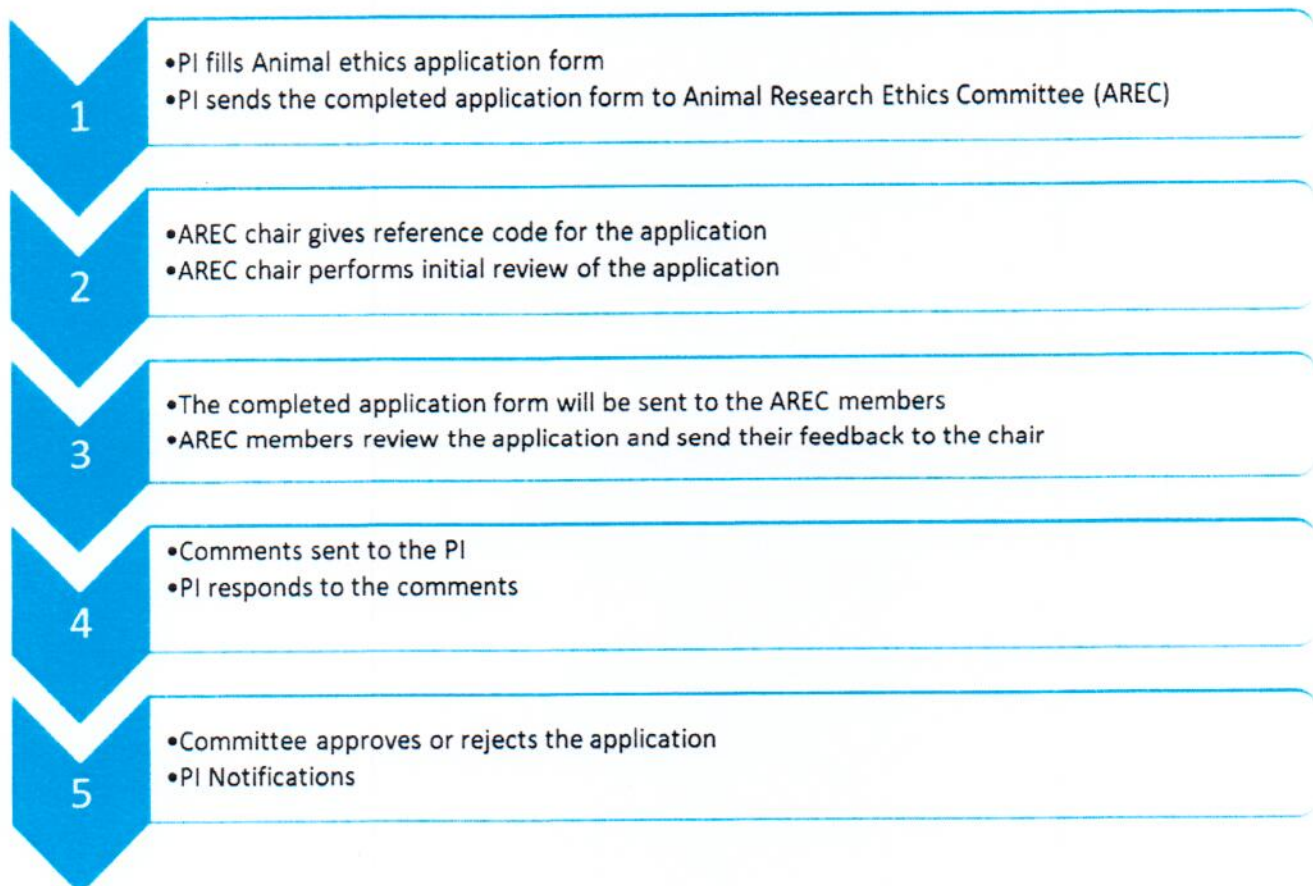 1
•PI fills Animal ethics application form
•PI sends the completed application form to Animal Research Ethics Committee (AREC)
2
•AREC chair gives reference code for the application
•AREC chair performs initial review of the application
3
•The completed application form will be sent to the AREC members
•AREC members review the application and send their feedback to the chair
4
•Comments sent to the PI
•PI responds to the comments
5
•Committee approves or rejects the application
•PI Notifications